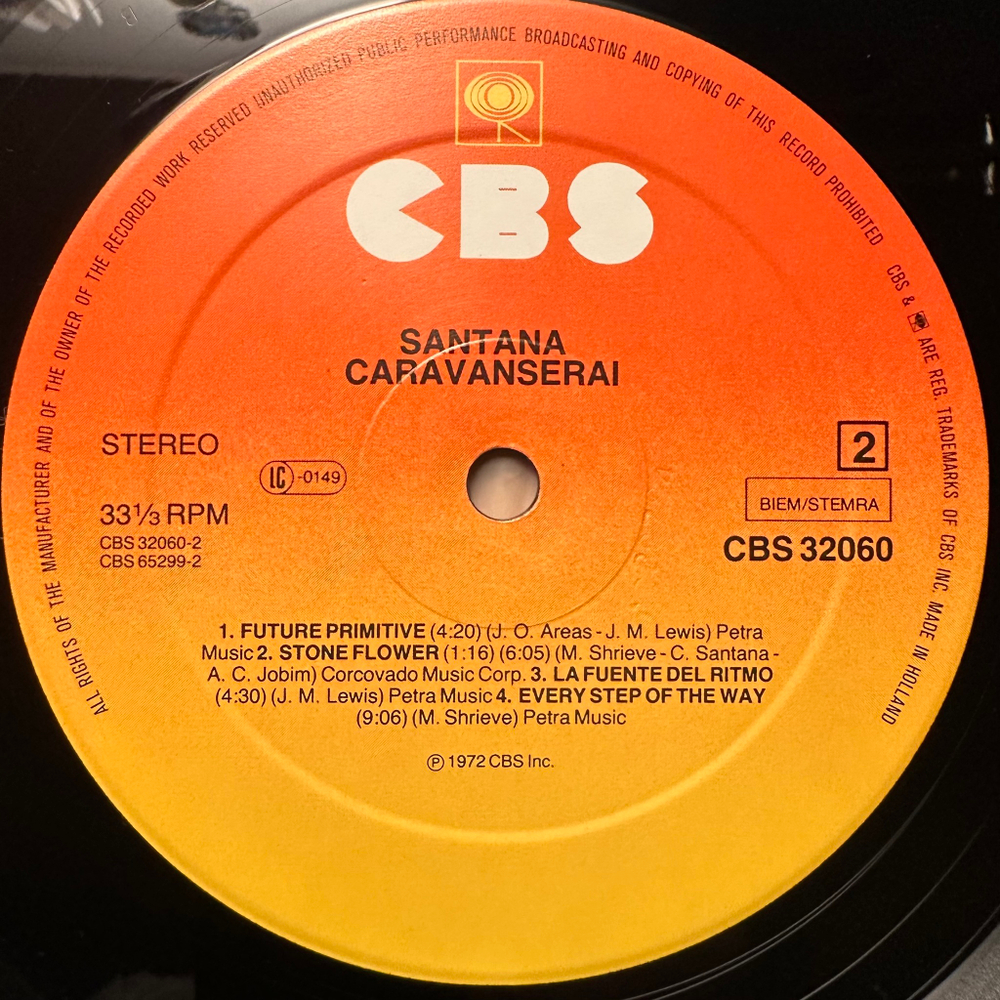 ALL RIGHTS OF THE MANUFACTURER AND OF THE OWNER OF THE RECORDED WORK RESERVED UNAUTHORIZED PUBLIC PERFORMANCE BROADCASTING AND COPYING OF THIS RECORD PROHIBITED
CBS & ARE REG. TRADEMARKS OF CBS INC. MADE IN HOLLAND
CBS
SANTANA
CARAVANSERAI
STEREO
LC-0149
33⅓ RPM
CBS 32060-2
CBS 65299-2
2
BIEM/STEMRA
CBS 32060
1. FUTURE PRIMITIVE (4:20) (J. O. Areas - J. M. Lewis) Petra
Music 2. STONE FLOWER (1:16) (6:05) (M. Shrieve - C. Santana -
A. C. Jobim) Corcovado Music Corp. 3. LA FUENTE DEL RITMO
(4:30) (J. M. Lewis) Petra Music 4. EVERY STEP OF THE WAY
(9:06) (M. Shrieve) Petra Music
℗ 1972 CBS Inc.